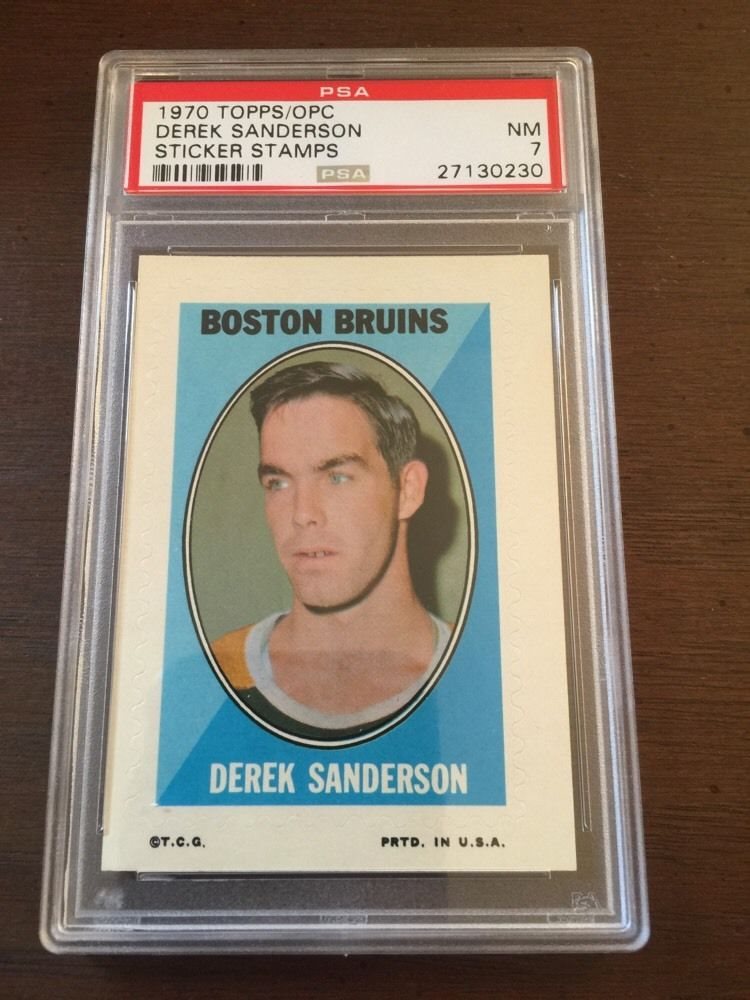 PSA
1970 TOPPS/OPC
DEREK SANDERSON NM
STICKER STAMPS 7
PSA 27130230
BOSTON BRUINS
DEREK SANDERSON
©T.C.G. PRTD. IN U.S.A.